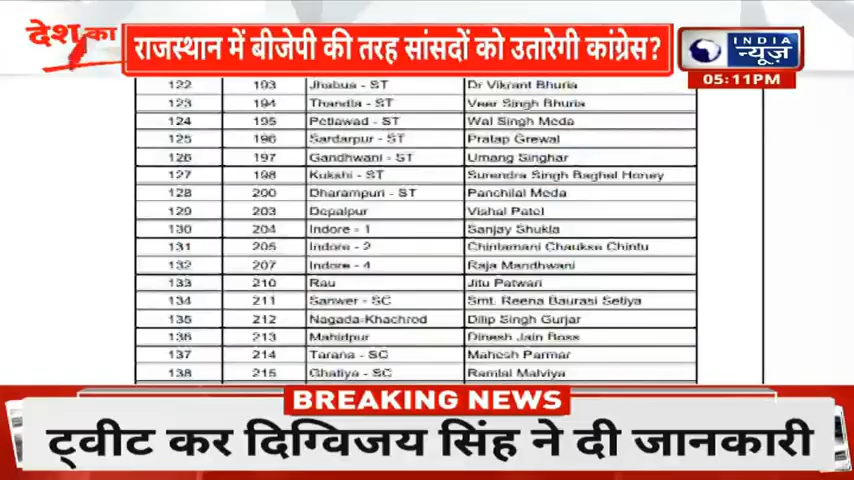 देश का
राजस्थान में बीजेपी की तरह सांसदों को उतारेगी कांग्रेस?
INDIA
न्यूज़
05:11PM
122 193 Jhabua - ST Dr Vikrant Bhuria
123 194 Thandla - ST Veer Singh Bhuria
124 195 Petlawad - ST Wal Singh Meda
125 196 Sardarpur - ST Pratap Grewal
126 197 Gandhwani - ST Umang Singhar
127 198 Kukshi - ST Surendra Singh Baghel Honey
128 200 Dharampuri - ST Panchilal Meda
129 203 Depalpur Vishal Patel
130 204 Indore - 1 Sanjay Shukla
131 205 Indore - 2 Chintamani Chaukse Chintu
132 207 Indore - 4 Raja Mandhwani
133 210 Rau Jitu Patwari
134 211 Sanwer - SC Smt. Reena Baurasi Setiya
135 212 Nagada-Khachrod Dilip Singh Gurjar
136 213 Mahidpur Dinesh Jain Boss
137 214 Tarana - SC Mahesh Parmar
138 215 Ghatiya - SC Ramlal Malviya
BREAKING NEWS
ट्वीट कर दिग्विजय सिंह ने दी जानकारी